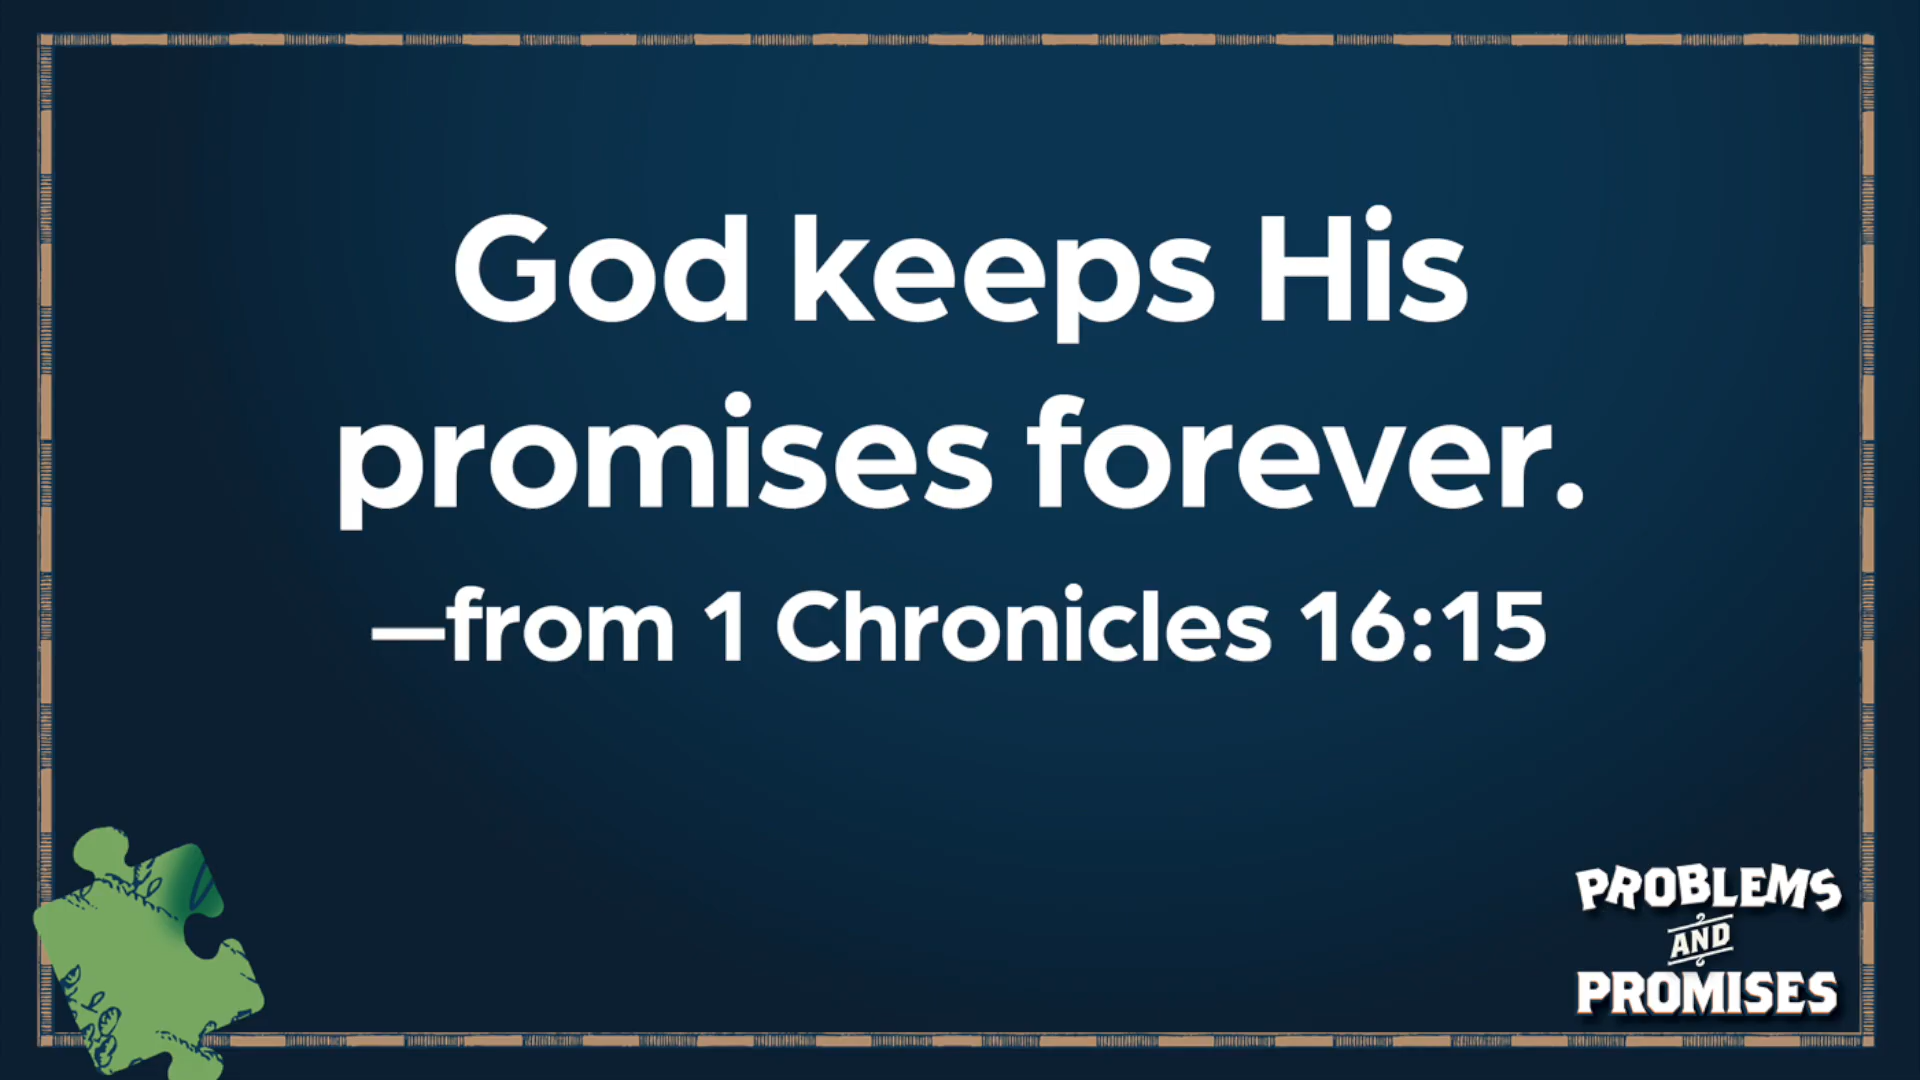 God keeps His
promises forever.
—from 1 Chronicles 16:15
PROBLEMS
AND
PROMISES